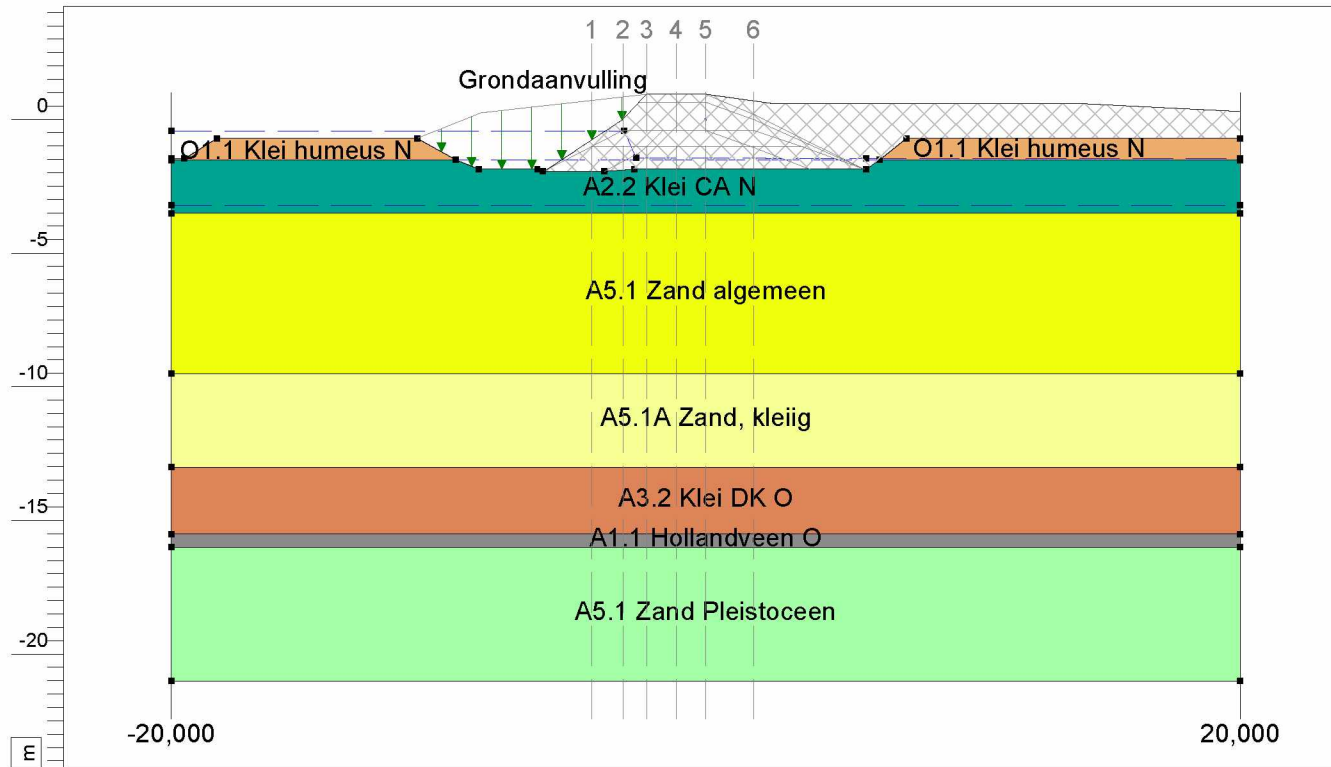 1 2 3 4 5 6
Grondaanvulling
0
O1.1 Klei humeus N
O1.1 Klei humeus N
A2.2 Klei CA N
-5
A5.1 Zand algemeen
-10
A5.1A Zand, kleiig
-15
A3.2 Klei DK O
A1.1 Hollandveen O
A5.1 Zand Pleistoceen
-20
-20,000
20,000
m